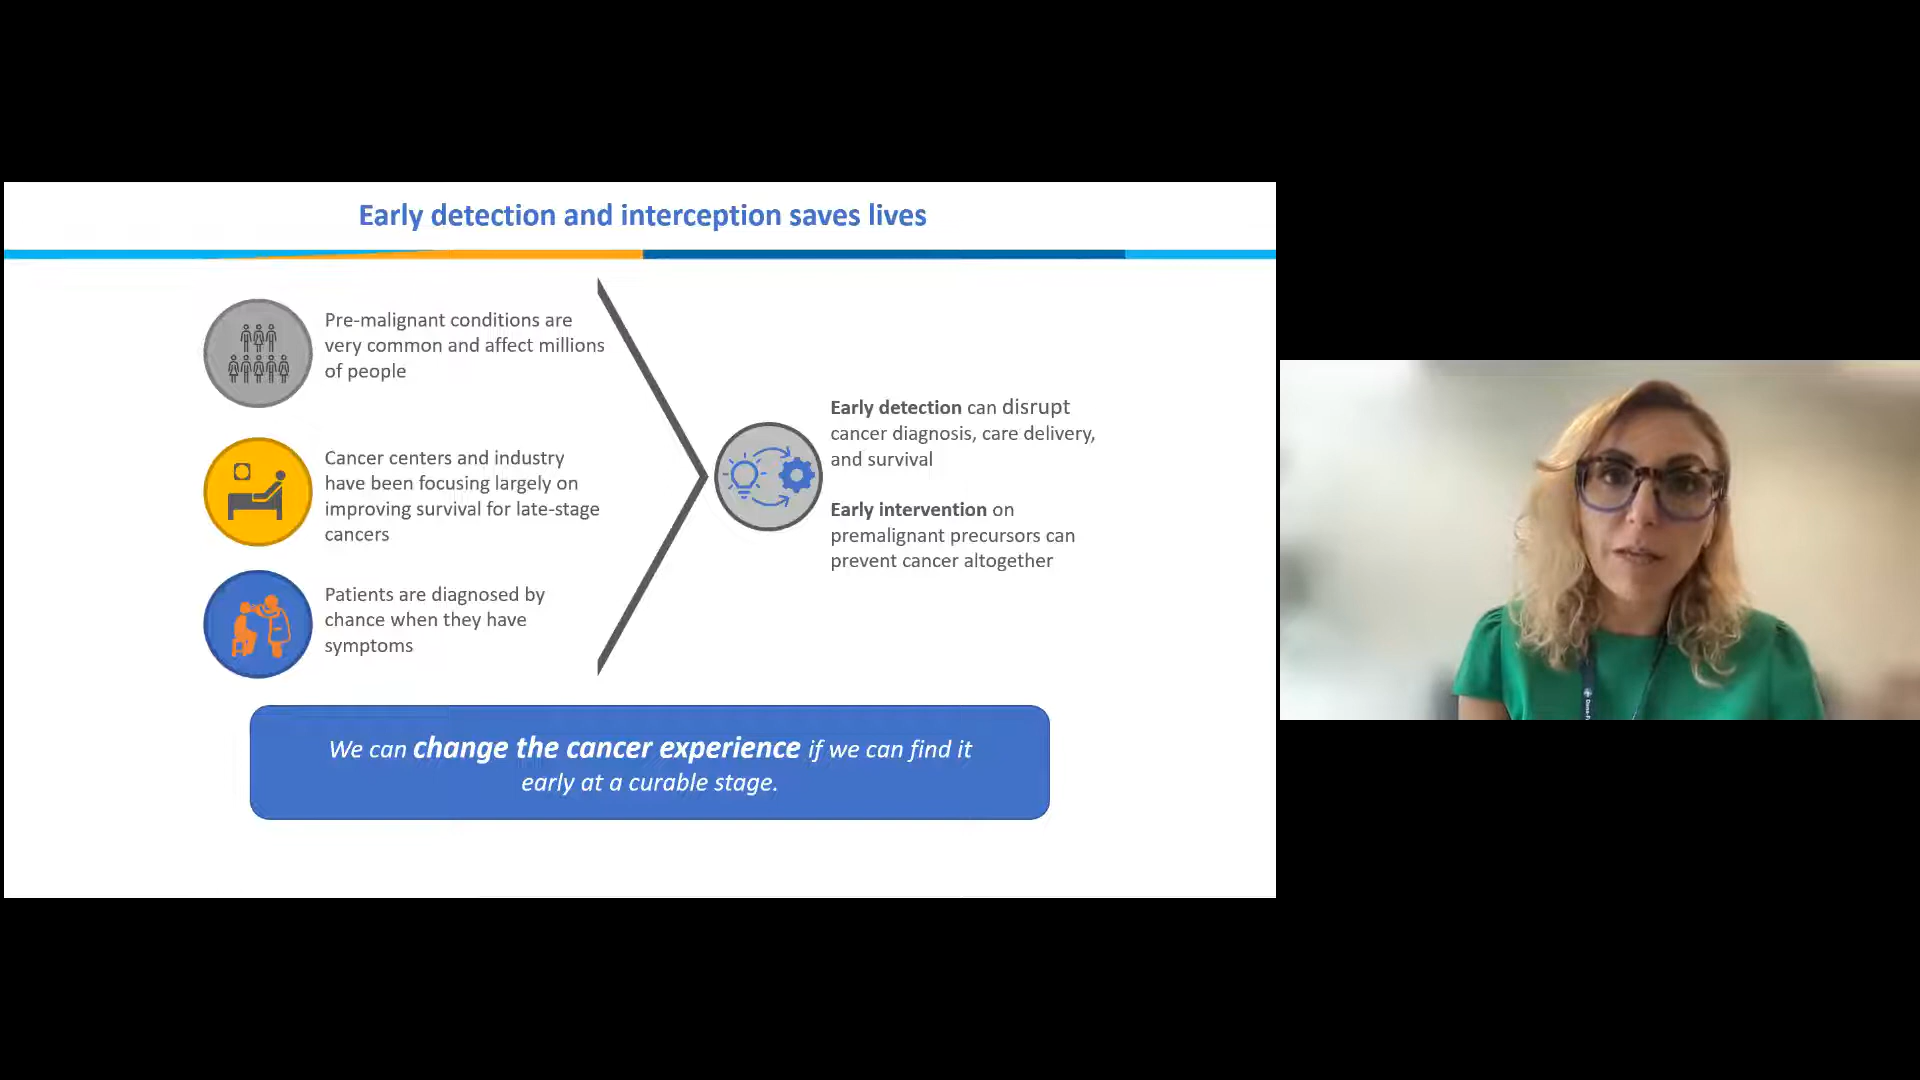 Early detection and interception saves lives
Pre-malignant conditions are
very common and affect millions
of people
Cancer centers and industry
have been focusing largely on
improving survival for late-stage
cancers
Patients are diagnosed by
chance when they have
symptoms
Early detection can disrupt
cancer diagnosis, care delivery,
and survival
Early intervention on
premalignant precursors can
prevent cancer altogether
We can change the cancer experience if we can find it
early at a curable stage.